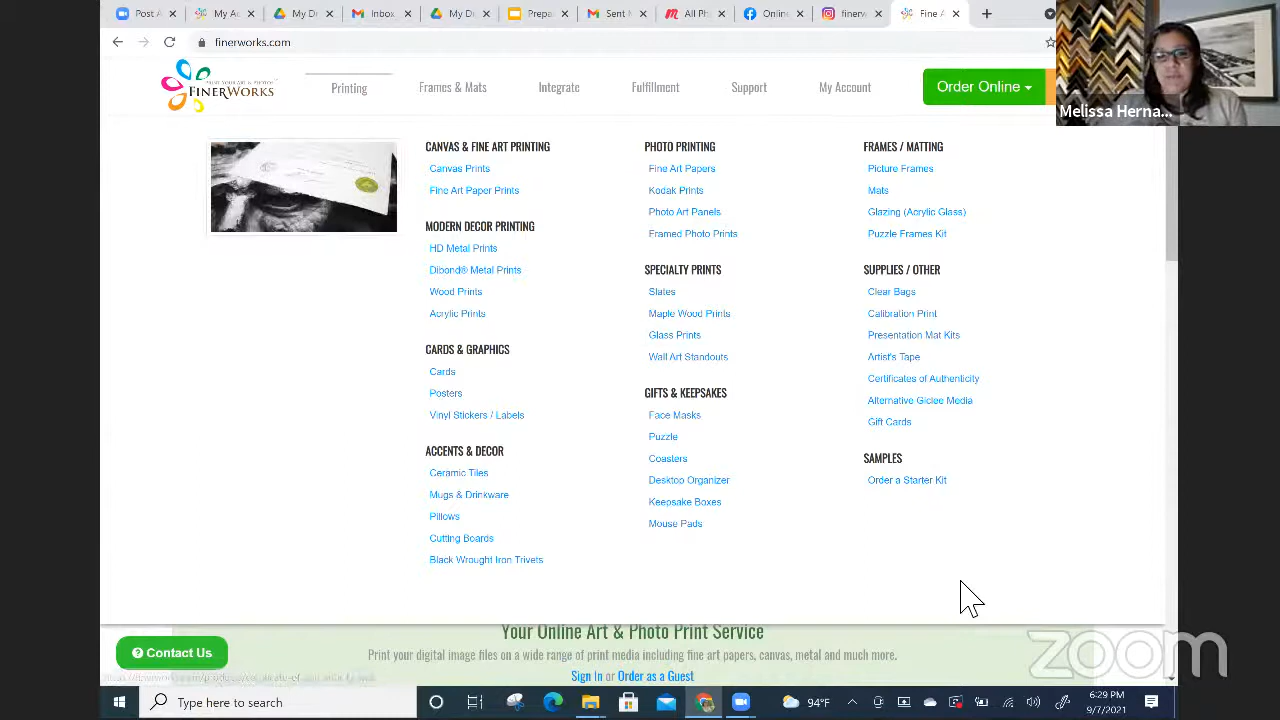 Post A
My Dri
Inbox
My Dri
Prepa
Sent
All Pr
Online
finerw
Fine A
finerworks.com
Melissa Herna...
PRINT YOUR ART & PHOTO
FINERWORKS
Printing
Frames & Mats
Integrate
Fulfillment
Support
My Account
Order Online
CANVAS & FINE ART PRINTING
Canvas Prints
Fine Art Paper Prints
MODERN DECOR PRINTING
HD Metal Prints
Dibond® Metal Prints
Wood Prints
Acrylic Prints
CARDS & GRAPHICS
Cards
Posters
Vinyl Stickers / Labels
ACCENTS & DECOR
Ceramic Tiles
Mugs & Drinkware
Pillows
Cutting Boards
Black Wrought Iron Trivets
PHOTO PRINTING
Fine Art Papers
Kodak Prints
Photo Art Panels
Framed Photo Prints
SPECIALTY PRINTS
Slates
Maple Wood Prints
Glass Prints
Wall Art Standouts
GIFTS & KEEPSAKES
Face Masks
Puzzle
Coasters
Desktop Organizer
Keepsake Boxes
Mouse Pads
FRAMES / MATTING
Picture Frames
Mats
Glazing (Acrylic Glass)
Puzzle Frames Kit
SUPPLIES / OTHER
Clear Bags
Calibration Print
Presentation Mat Kits
Artist's Tape
Certificates of Authenticity
Alternative Giclee Media
Gift Cards
SAMPLES
Order a Starter Kit
Your Online Art & Photo Print Service
Print your digital image files on a wide range of print media including fine art papers, canvas, metal and much more.
Sign In or Order as a Guest
Contact Us
zoom
Type here to search
94°F
6:29 PM
9/7/2021